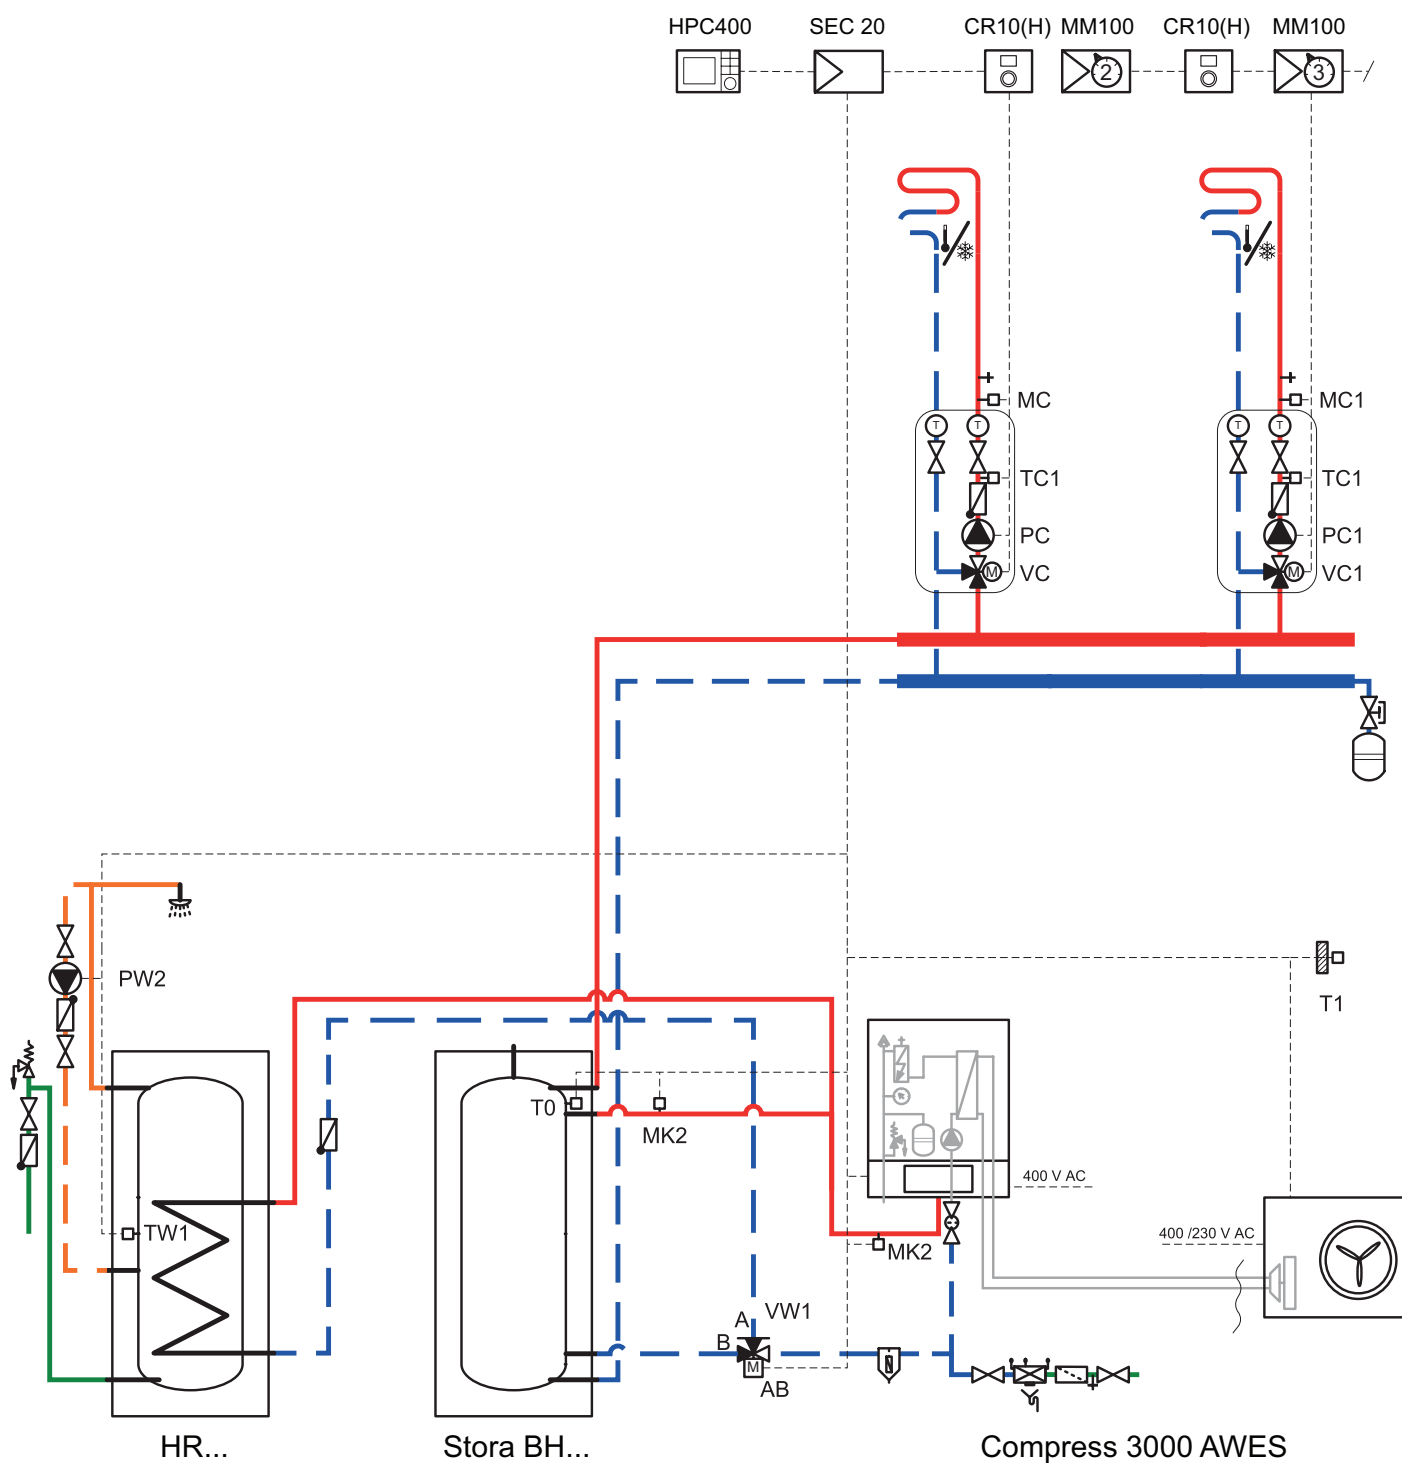 HPC400 SEC 20 CR10(H) MM100 CR10(H) MM100
2 3
MC MC1
T T T T
TC1 TC1
PC PC1
M VC M VC1
PW2
T1
T0
MK2
400 V AC
TW1
400 /230 V AC
MK2
A VW1
B
M
AB
HR... Stora BH... Compress 3000 AWES